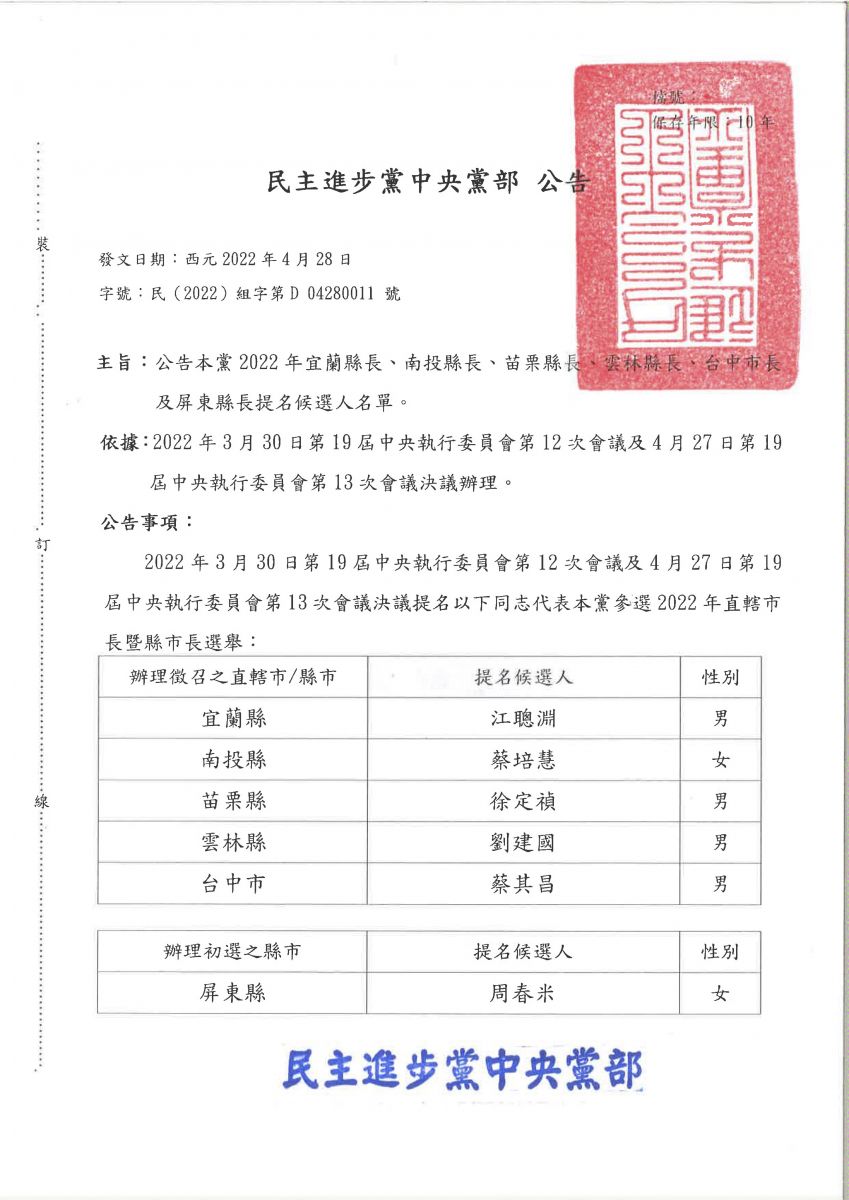 檔號：
保存年限：10 年
民主進步黨中央黨部 公告
發文日期：西元 2022 年 4 月 28 日
字號：民（2022）組字第 D 04280011 號
主旨：公告本黨 2022 年宜蘭縣長、南投縣長、苗栗縣長、雲林縣長、台中市長
及屏東縣長提名候選人名單。
依據：2022 年 3 月 30 日第 19 屆中央執行委員會第 12 次會議及 4 月 27 日第 19
屆中央執行委員會第 13 次會議決議辦理。
公告事項：
2022 年 3 月 30 日第 19 屆中央執行委員會第 12 次會議及 4 月 27 日第 19
屆中央執行委員會第 13 次會議決議提名以下同志代表本黨參選 2022 年直轄市
長暨縣市長選舉：
辦理徵召之直轄市/縣市 提名候選人 性別
宜蘭縣 江聰淵 男
南投縣 蔡培慧 女
苗栗縣 徐定禎 男
雲林縣 劉建國 男
台中市 蔡其昌 男
辦理初選之縣市 提名候選人 性別
屏東縣 周春米 女
民主進步黨中央黨部
裝
訂
線